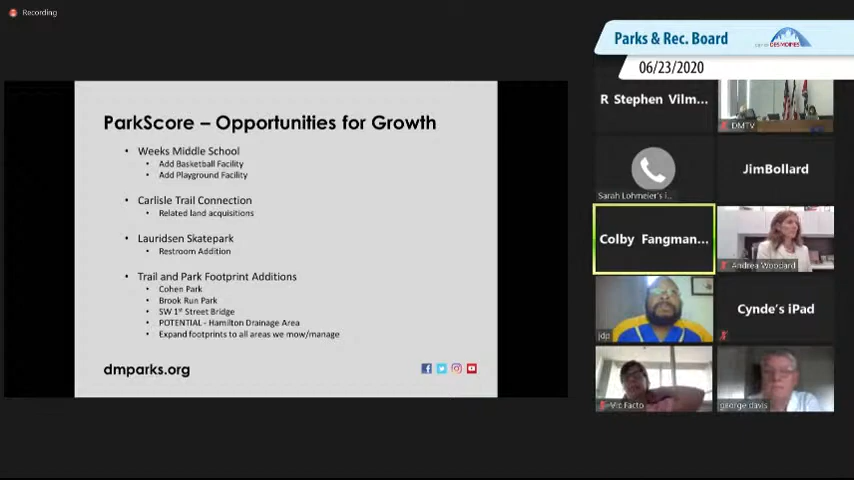 Recording
Parks & Rec. Board
DES MOINES
06/23/2020
ParkScore – Opportunities for Growth
• Weeks Middle School
• Add Basketball Facility
• Add Playground Facility
• Carlisle Trail Connection
• Related land acquisitions
• Lauridsen Skatepark
• Restroom Addition
• Trail and Park Footprint Additions
• Cohen Park
• Brook Run Park
• SW 1st Street Bridge
• POTENTIAL - Hamilton Drainage Area
• Expand footprints to all areas we mow/manage
dmparks.org
R Stephen Vilm...
DMTV
Sarah Lohmeier's i...
JimBollard
Colby Fangman...
Andrea Woodard
jdp
Cynde's iPad
Vic Facto
george davis